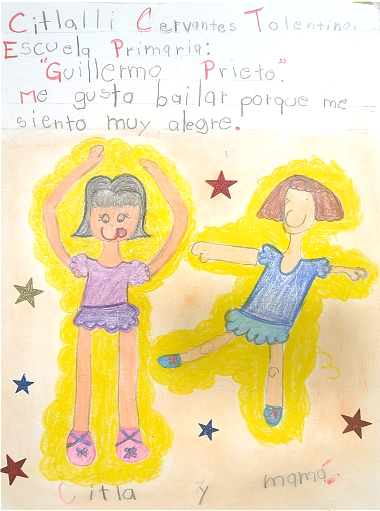 Citlalli Cervantes Tolentino.
Escuela Primaria:
"Guillermo Prieto".
Me gusta bailar porque me
siento muy alegre.
Citla y mamá.